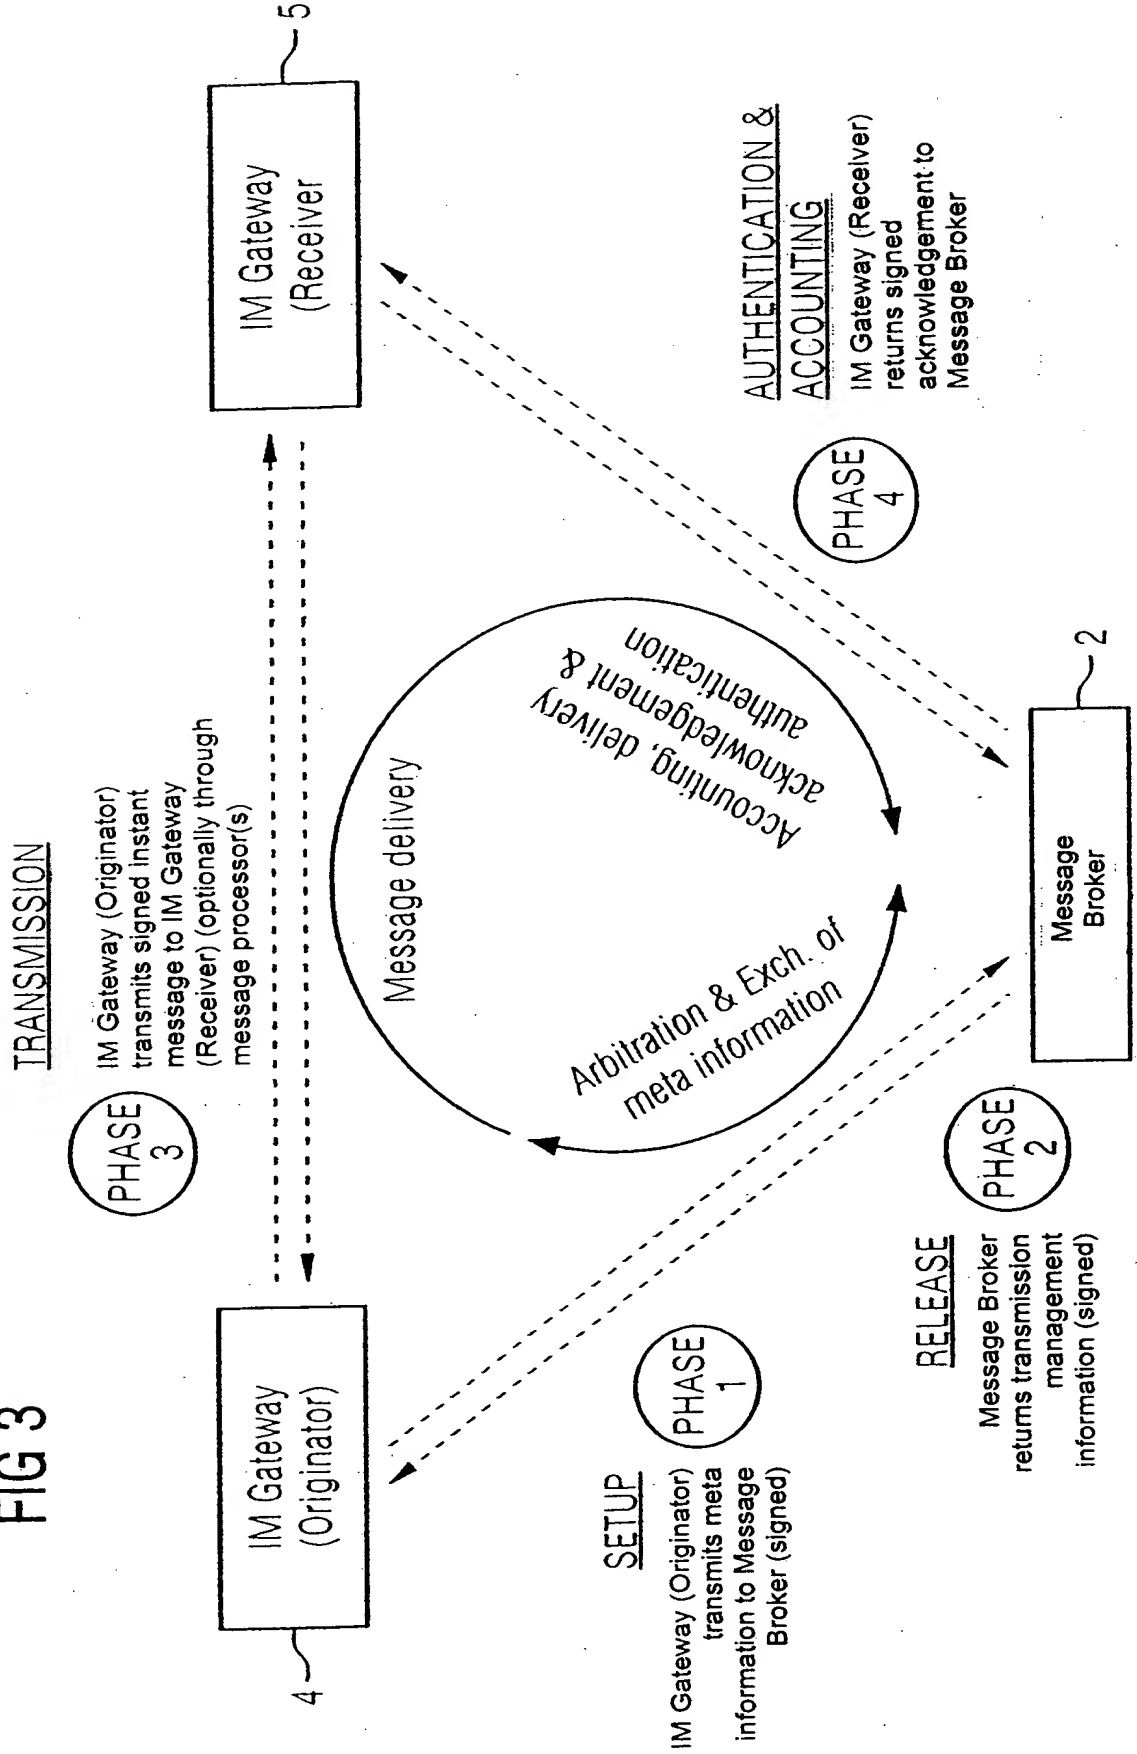 FIG 3
TRANSMISSION
PHASE
3
IM Gateway (Originator)
transmits signed instant
message to IM Gateway
(Receiver) (optionally through
message processor(s)
4
IM Gateway
(Originator)
IM Gateway
(Receiver
5
Message delivery
Arbitration & Exch. of
meta information
Accounting, delivery
acknowledgement &
authentication
SETUP
PHASE
1
IM Gateway (Originator)
transmits meta
information to Message
Broker (signed)
RELEASE
PHASE
2
Message Broker
returns transmission
management
information (signed)
Message
Broker
2
PHASE
4
AUTHENTICATION &
ACCOUNTING
IM Gateway (Receiver)
returns signed
acknowledgement to
Message Broker